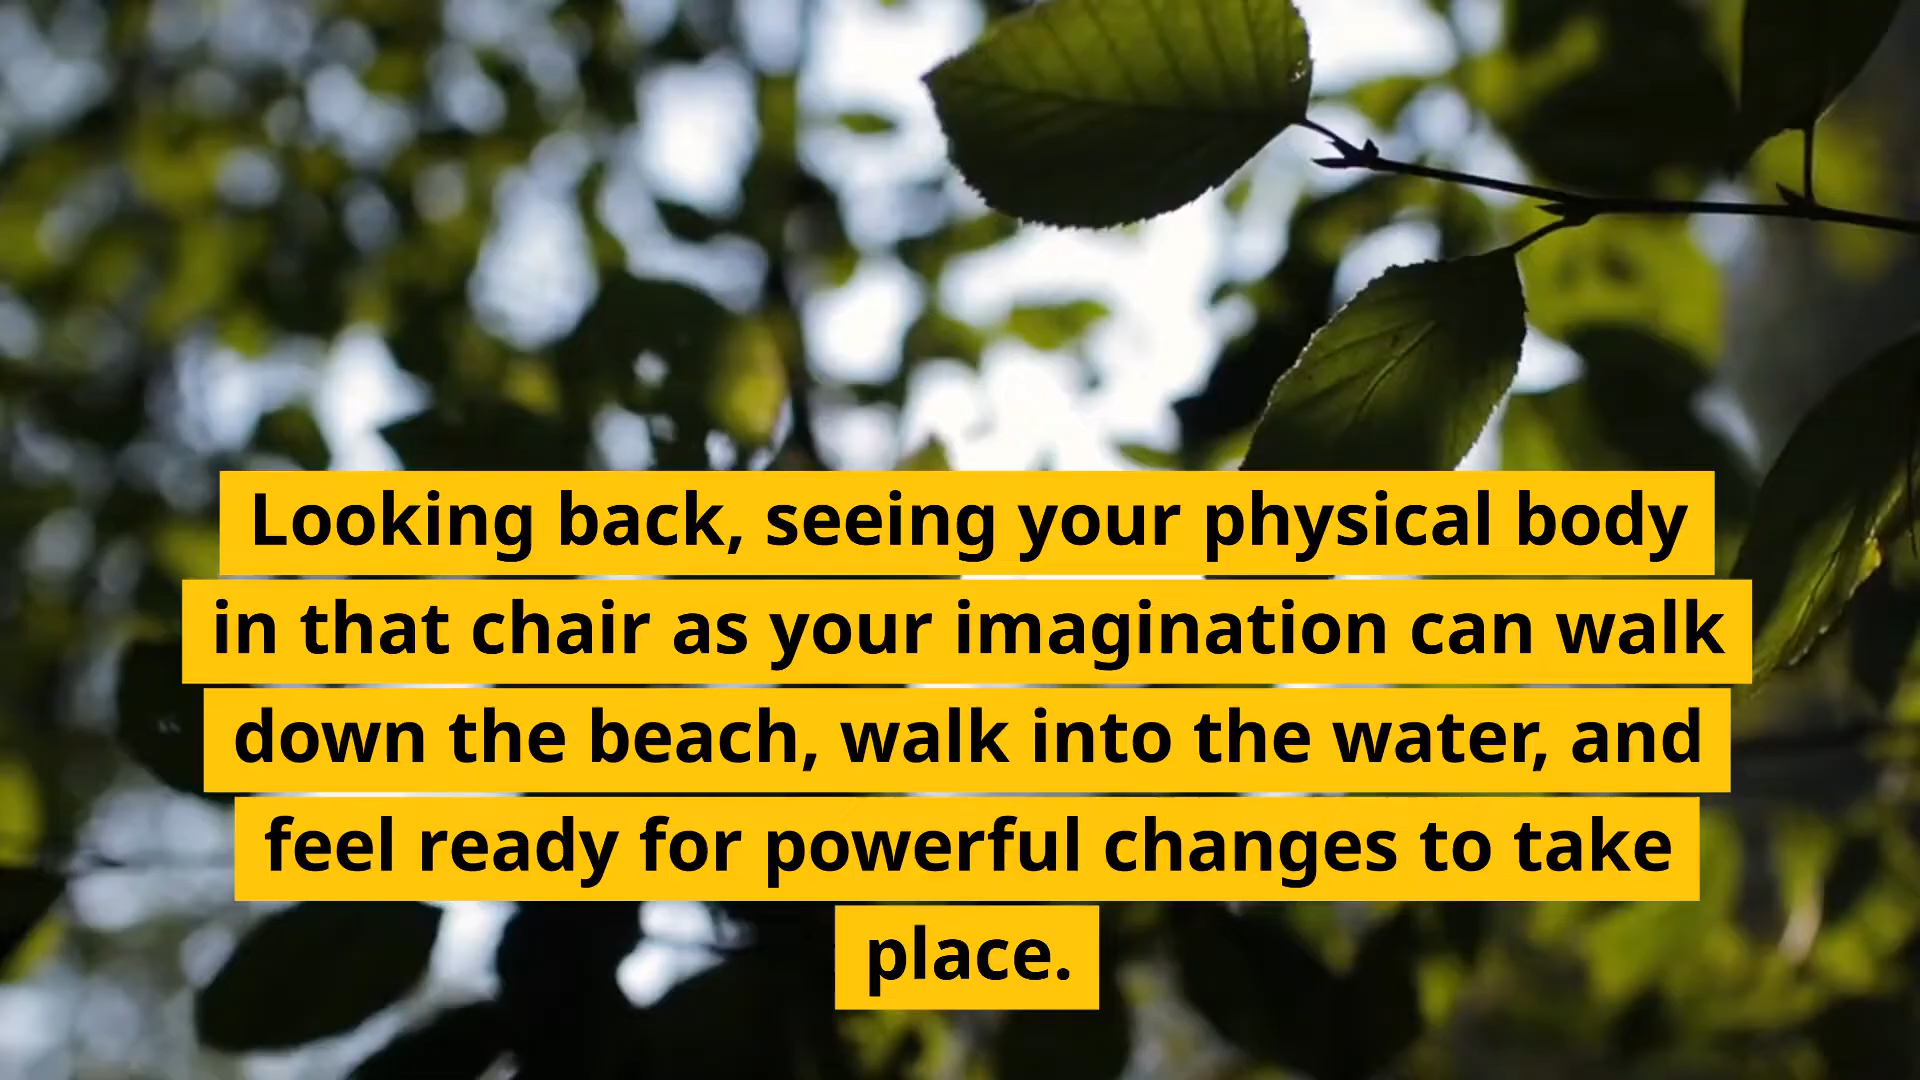 Looking back, seeing your physical body
in that chair as your imagination can walk
down the beach, walk into the water, and
feel ready for powerful changes to take
place.